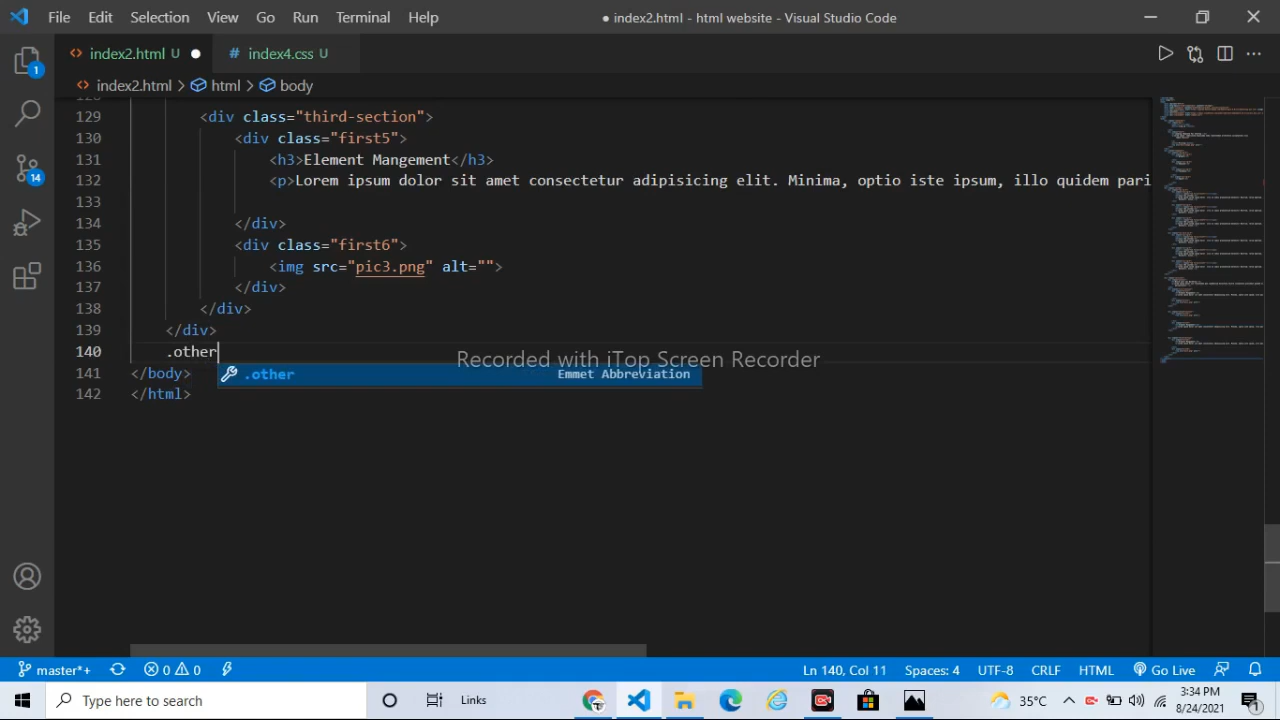 File Edit Selection View Go Run Terminal Help ● index2.html - html website - Visual Studio Code
index2.html U ● # index4.css U
index2.html > html > body
129 <div class="third-section">
130 <div class="first5">
131 <h3>Element Mangement</h3>
132 <p>Lorem ipsum dolor sit amet consectetur adipisicing elit. Minima, optio iste ipsum, illo quidem pari
133
134 </div>
135 <div class="first6">
136 <img src="pic3.png" alt="">
137 </div>
138 </div>
139 </div>
140 .other
Recorded with iTop Screen Recorder
141 </body>
.other Emmet Abbreviation
142 </html>
1
14
master*+ 0 0 Ln 140, Col 11 Spaces: 4 UTF-8 CRLF HTML Go Live
Type here to search Links 35°C 3:34 PM
8/24/2021
1